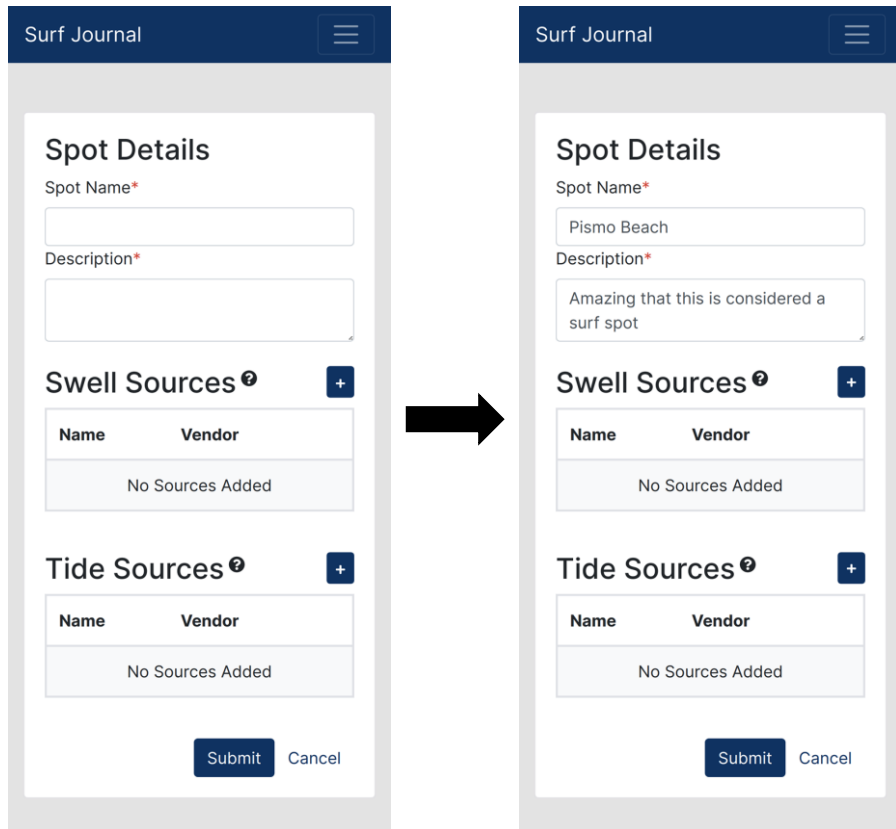 Surf Journal
Spot Details
Spot Name*
Description*
Swell Sources
+
Name Vendor
No Sources Added
Tide Sources
+
Name Vendor
No Sources Added
Submit Cancel
Surf Journal
Spot Details
Spot Name*
Pismo Beach
Description*
Amazing that this is considered a
surf spot
Swell Sources
+
Name Vendor
No Sources Added
Tide Sources
+
Name Vendor
No Sources Added
Submit Cancel